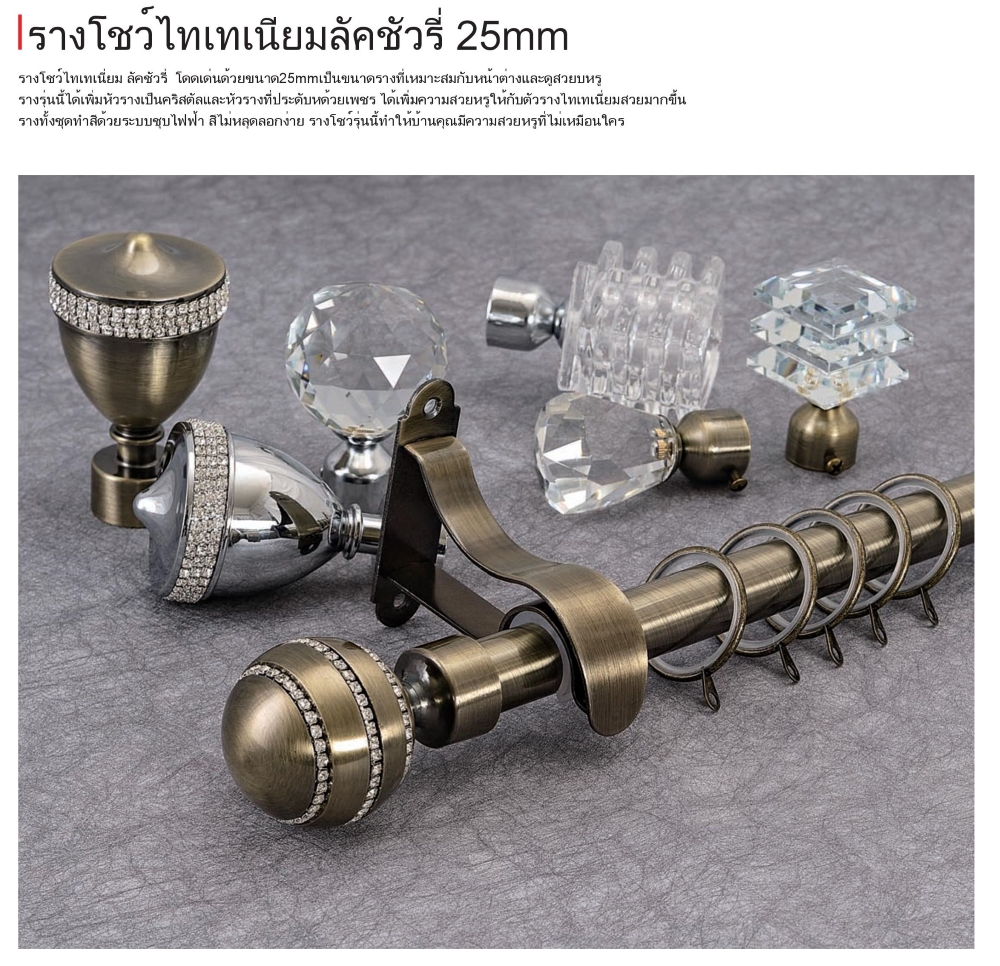 รางโชว์ไทเทเนียมลัคชัวรี่ 25mm
รางโชว์ไทเทเนี่ยม ลัคซัวรี่ โดดเด่นด้วยขนาด25mmเป็นขนาดรางที่เหมาะสมกับหน้าต่างและดูสวยบหรู
รางรุ่นนี้ได้เพิ่มหัวรางเป็นคริสตัลและหัวรางที่ประดับหด้วยเพชร ได้เพิ่มความสวยหรูให้กับตัวรางไทเทเนี่ยมสวยมากขึ้น
รางทั้งชุดทำสีด้วยระบบชุบไฟฟ้า สีไม่หลุดลอกง่าย รางโชว์รุ่นนี้ทำให้บ้านคุณมีความสวยหรูที่ไม่เหมือนใคร